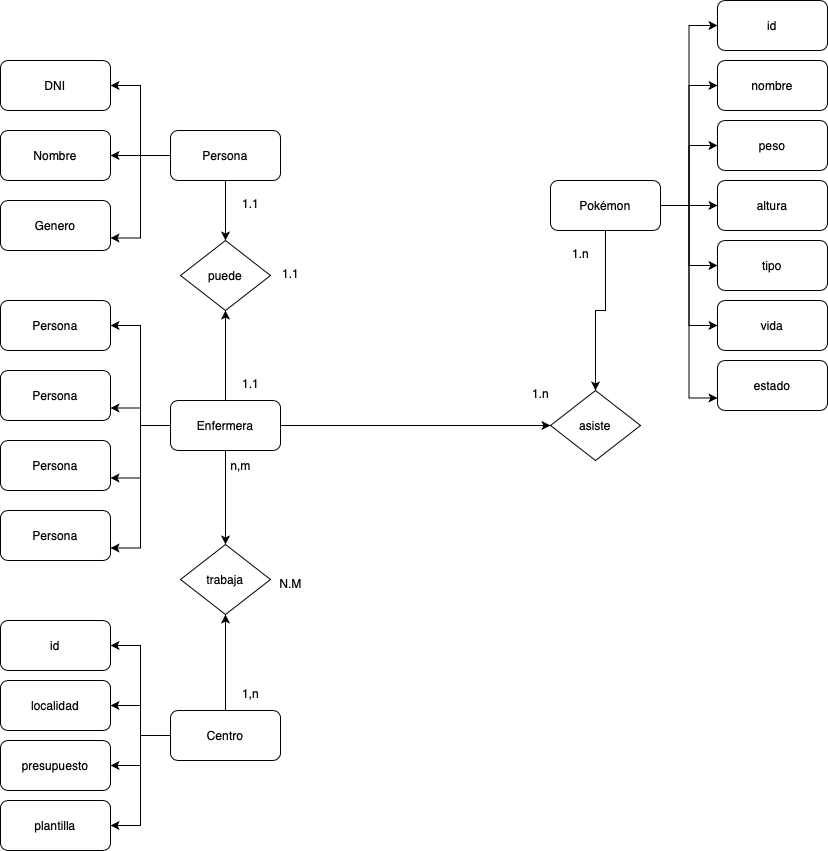 id
DNI
nombre
Nombre
Persona
peso
1.1
Pokémon
altura
Genero
1.n
puede
1.1
tipo
Persona
vida
1.1
1.n
estado
Persona
Enfermera
asiste
n,m
Persona
Persona
trabaja
N.M
id
1,n
localidad
Centro
presupuesto
plantilla